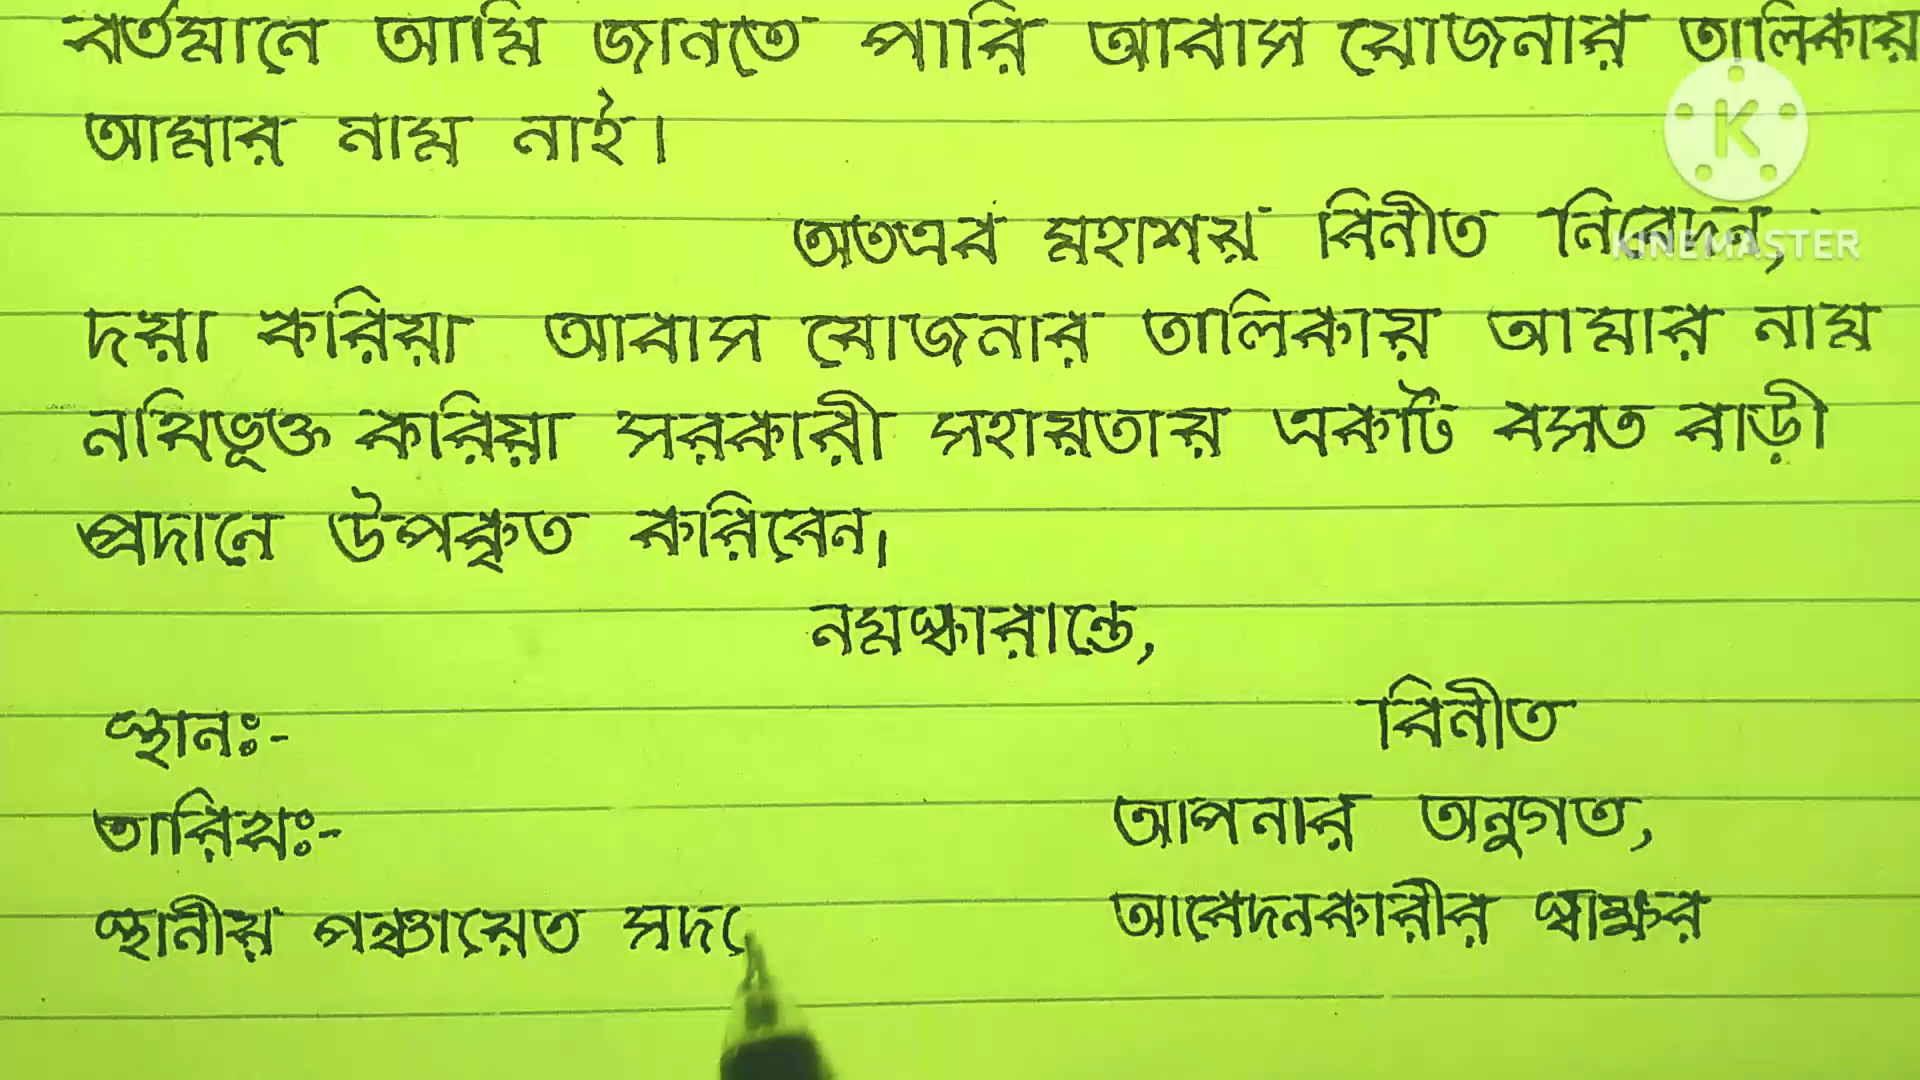 বর্তমানে আমি জানতে পারি আবাস যোজনার তালিকায়
আমার নাম নাই।
K
KINEMASTER
অতএব মহাশয় বিনীত নিবেদন,
দয়া করিয়া আবাস যোজনার তালিকায় আমার নাম
নথিভূক্ত করিয়া সরকারী সহায়তায় একটি বসত বাড়ী
প্রদানে উপকৃত করিবেন।
নমস্কারান্তে,
স্থানঃ-
বিনীত
তারিখঃ-
আপনার অনুগত,
স্থানীয় পঞ্চায়েত
আবেদনকারীর স্বাক্ষর